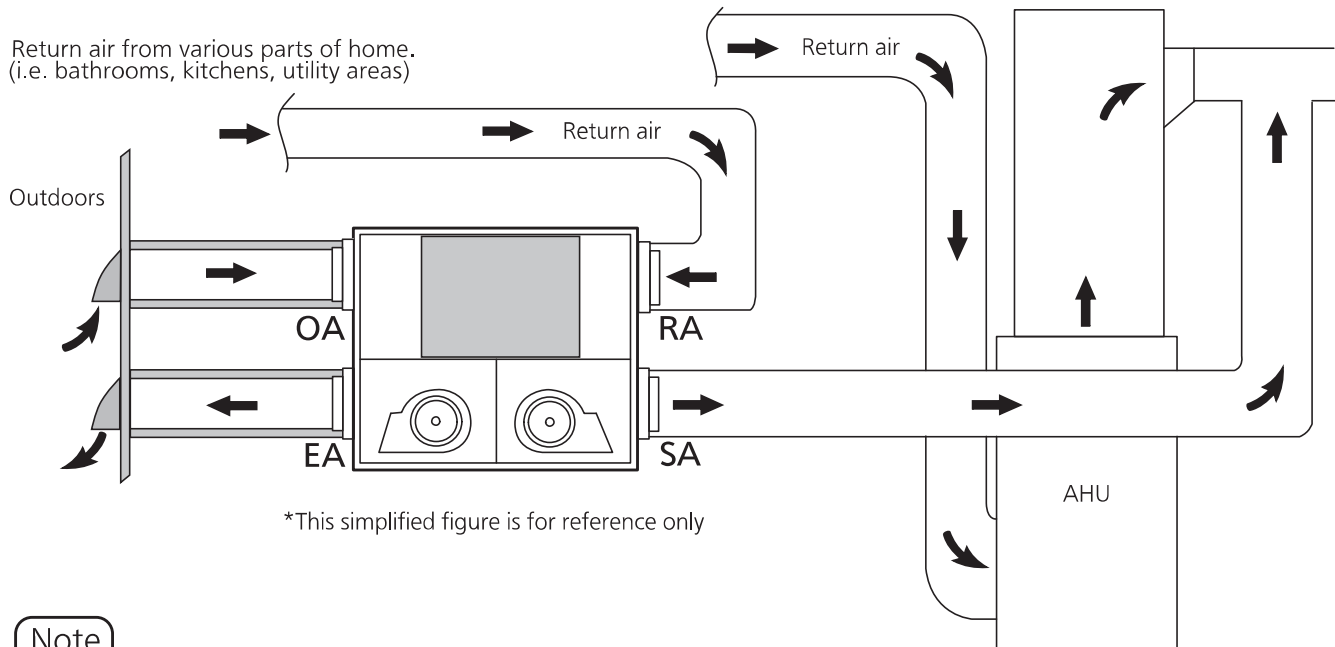 Return air from various parts of home.
(i.e. bathrooms, kitchens, utility areas)
Return air
Return air
Outdoors
OA
RA
EA
SA
AHU
*This simplified figure is for reference only
Note